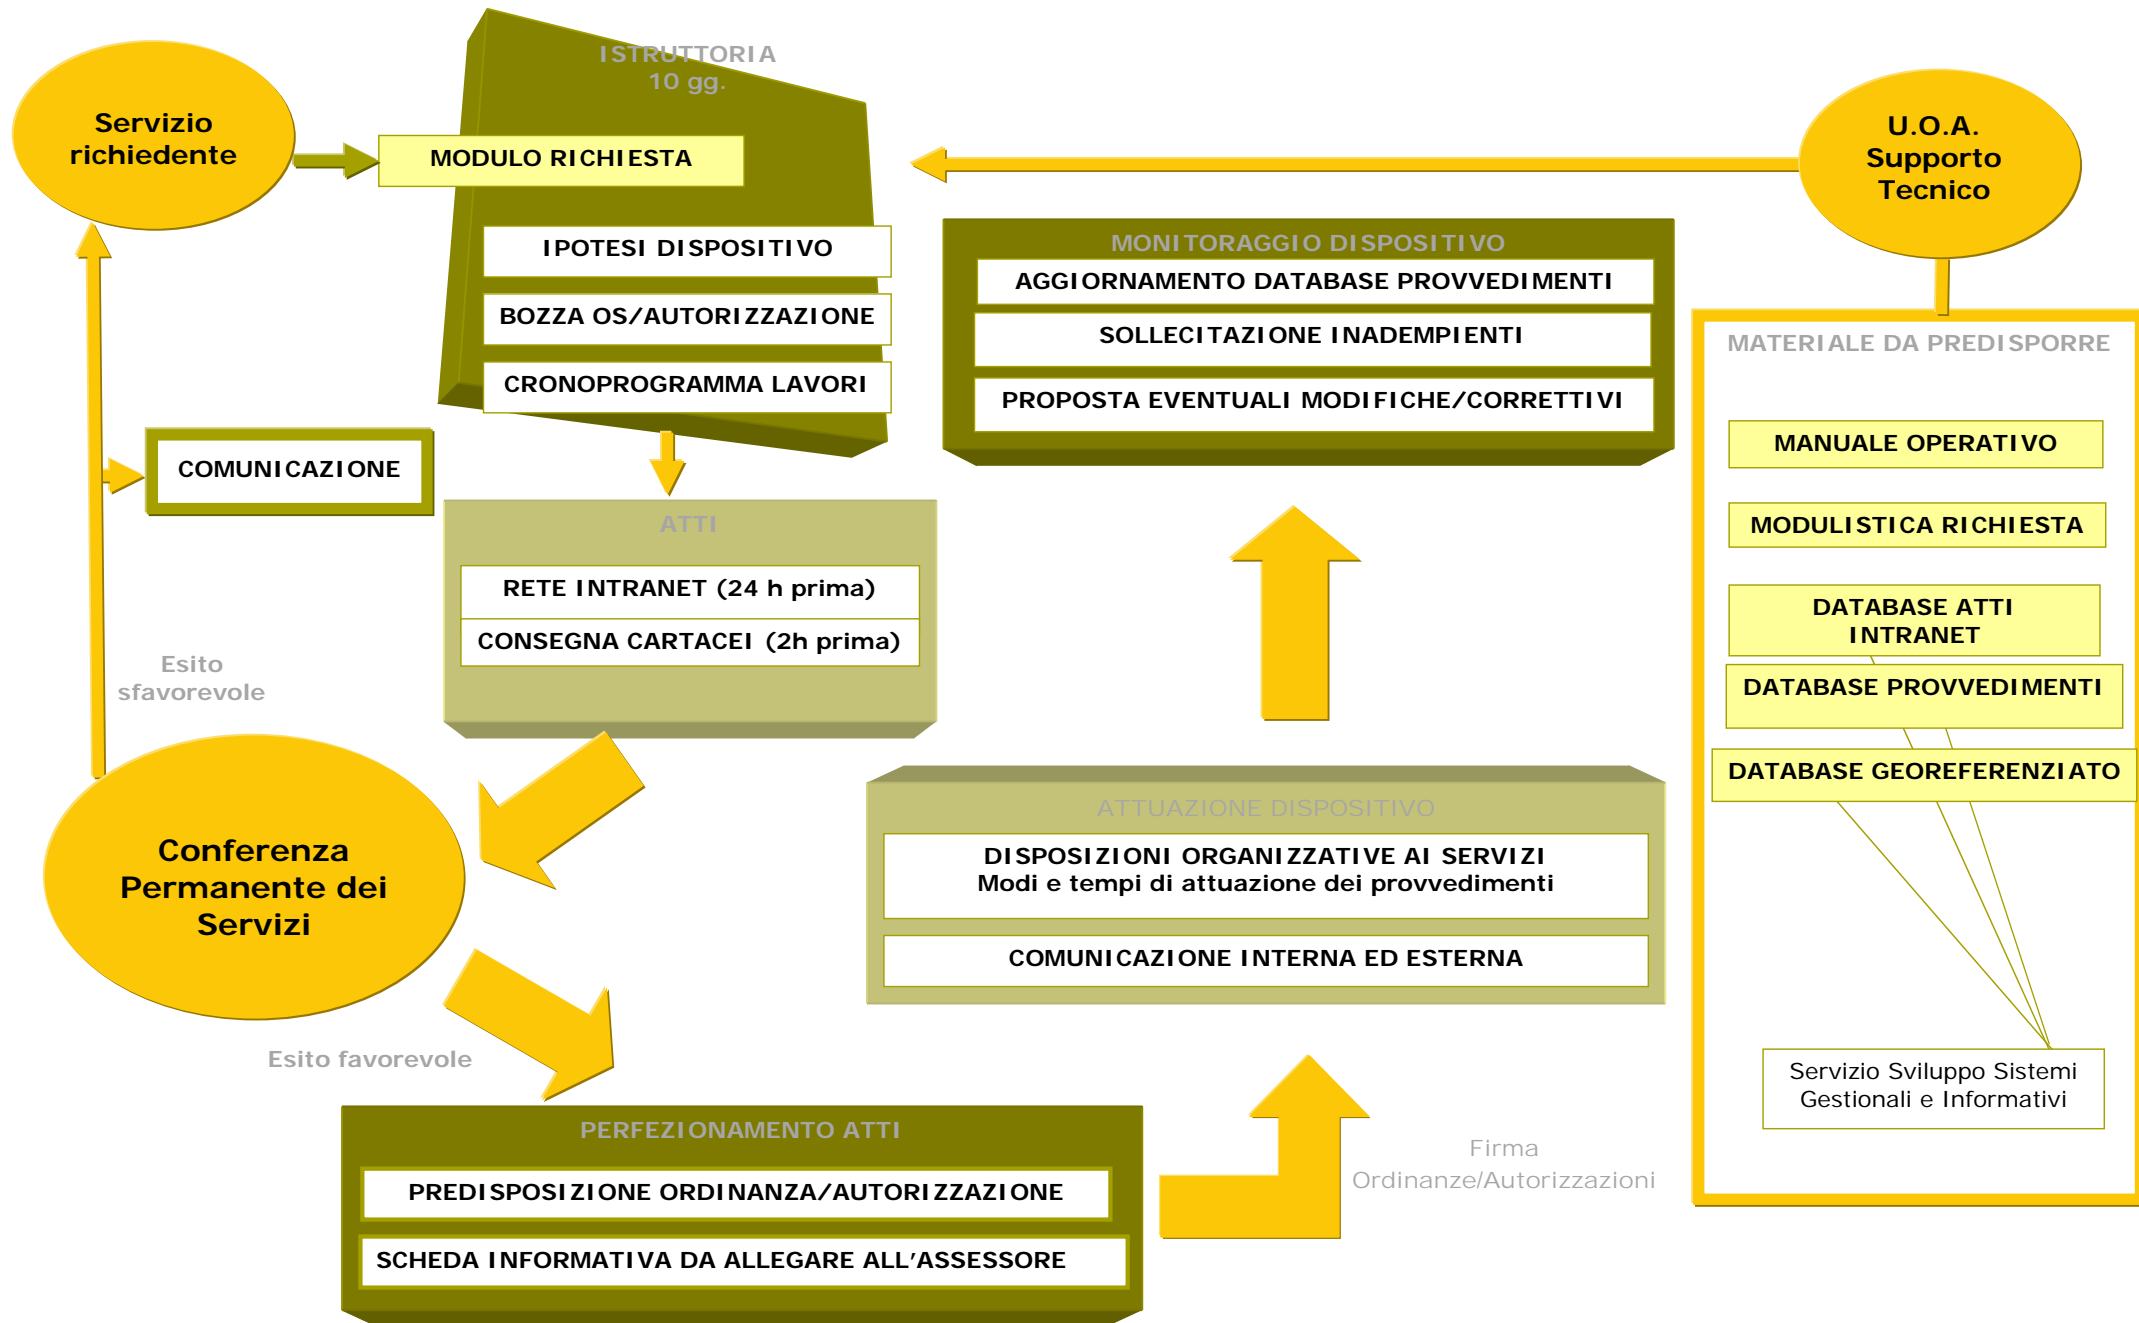 ISTRUTTORIA
10 gg.
Servizio
richiedente
MODULO RICHIESTA
U.O.A.
Supporto
Tecnico
IPOTESI DISPOSITIVO
BOZZA OS/AUTORIZZAZIONE
CRONOPROGRAMMA LAVORI
MONITORAGGIO DISPOSITIVO
AGGIORNAMENTO DATABASE PROVVEDIMENTI
SOLLECITAZIONE INADEMPIENTI
PROPOSTA EVENTUALI MODIFICHE/CORRETTIVI
MATERIALE DA PREDISPORRE
MANUALE OPERATIVO
MODULISTICA RICHIESTA
DATABASE ATTI
INTRANET
DATABASE PROVVEDIMENTI
DATABASE GEOREFERENZIATO
Servizio Sviluppo Sistemi
Gestionali e Informativi
COMUNICAZIONE
ATTI
RETE INTRANET (24 h prima)
CONSEGNA CARTACEI (2h prima)
Esito
sfavorevole
Conferenza
Permanente dei
Servizi
ATTUAZIONE DISPOSITIVO
DISPOSIZIONI ORGANIZZATIVE AI SERVIZI
Modi e tempi di attuazione dei provvedimenti
COMUNICAZIONE INTERNA ED ESTERNA
Esito favorevole
PERFEZIONAMENTO ATTI
PREDISPOSIZIONE ORDINANZA/AUTORIZZAZIONE
SCHEDA INFORMATIVA DA ALLEGARE ALL’ASSESSORE
Firma
Ordinanze/Autorizzazioni